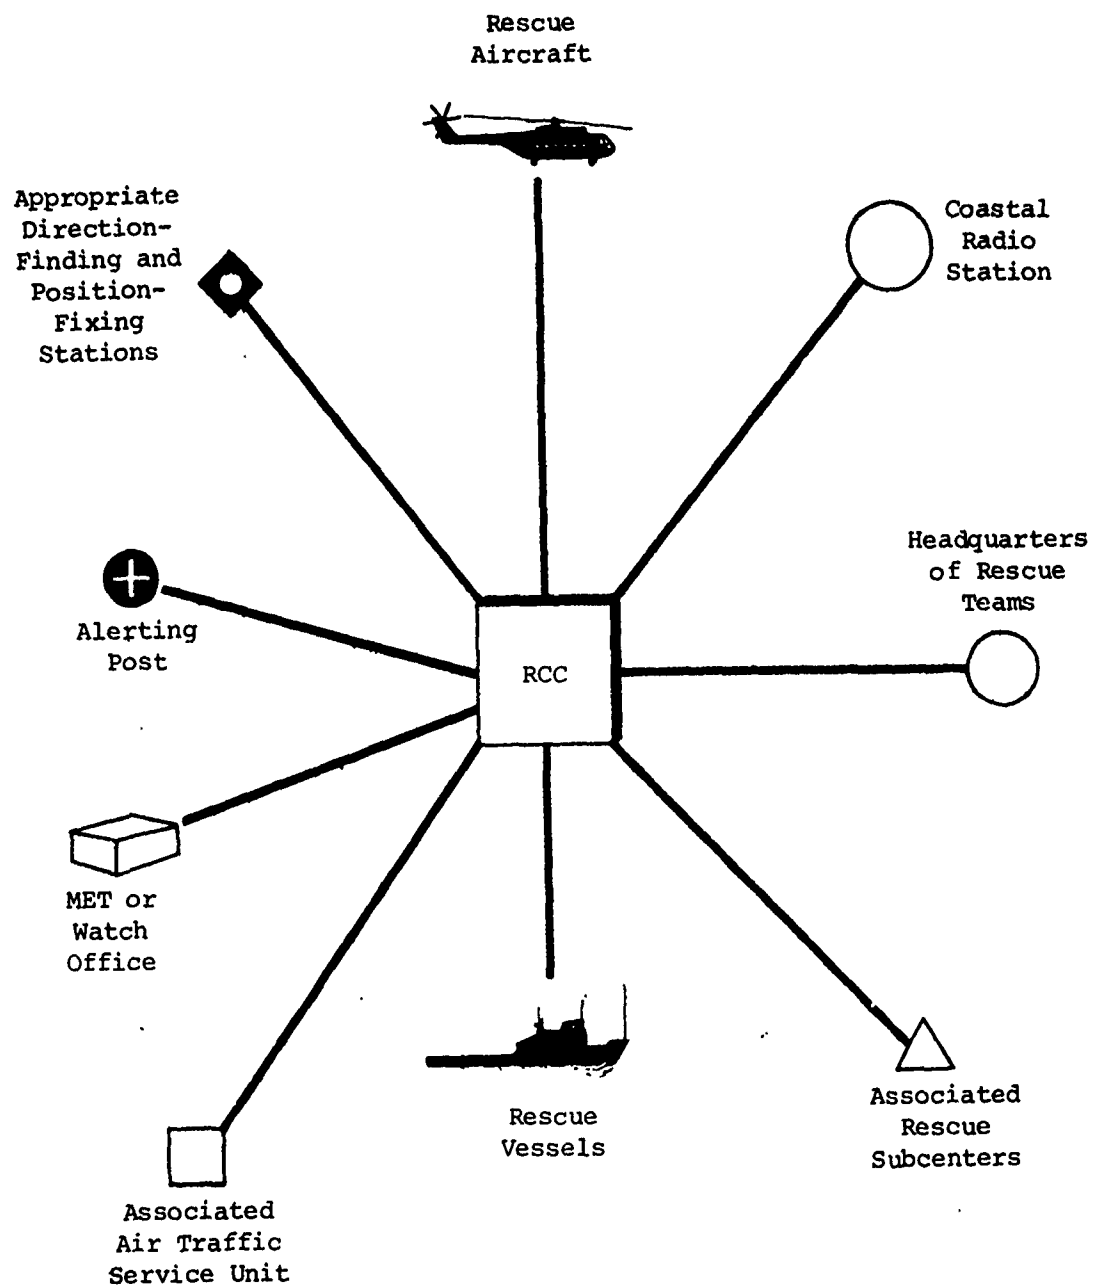 Rescue
Aircraft
Appropriate
Direction-
Finding and
Position-
Fixing
Stations
Coastal
Radio
Station
Headquarters
of Rescue
Teams
Alerting
Post
RCC
MET or
Watch
Office
Associated
Rescue
Subcenters
Rescue
Vessels
Associated
Air Traffic
Service Unit